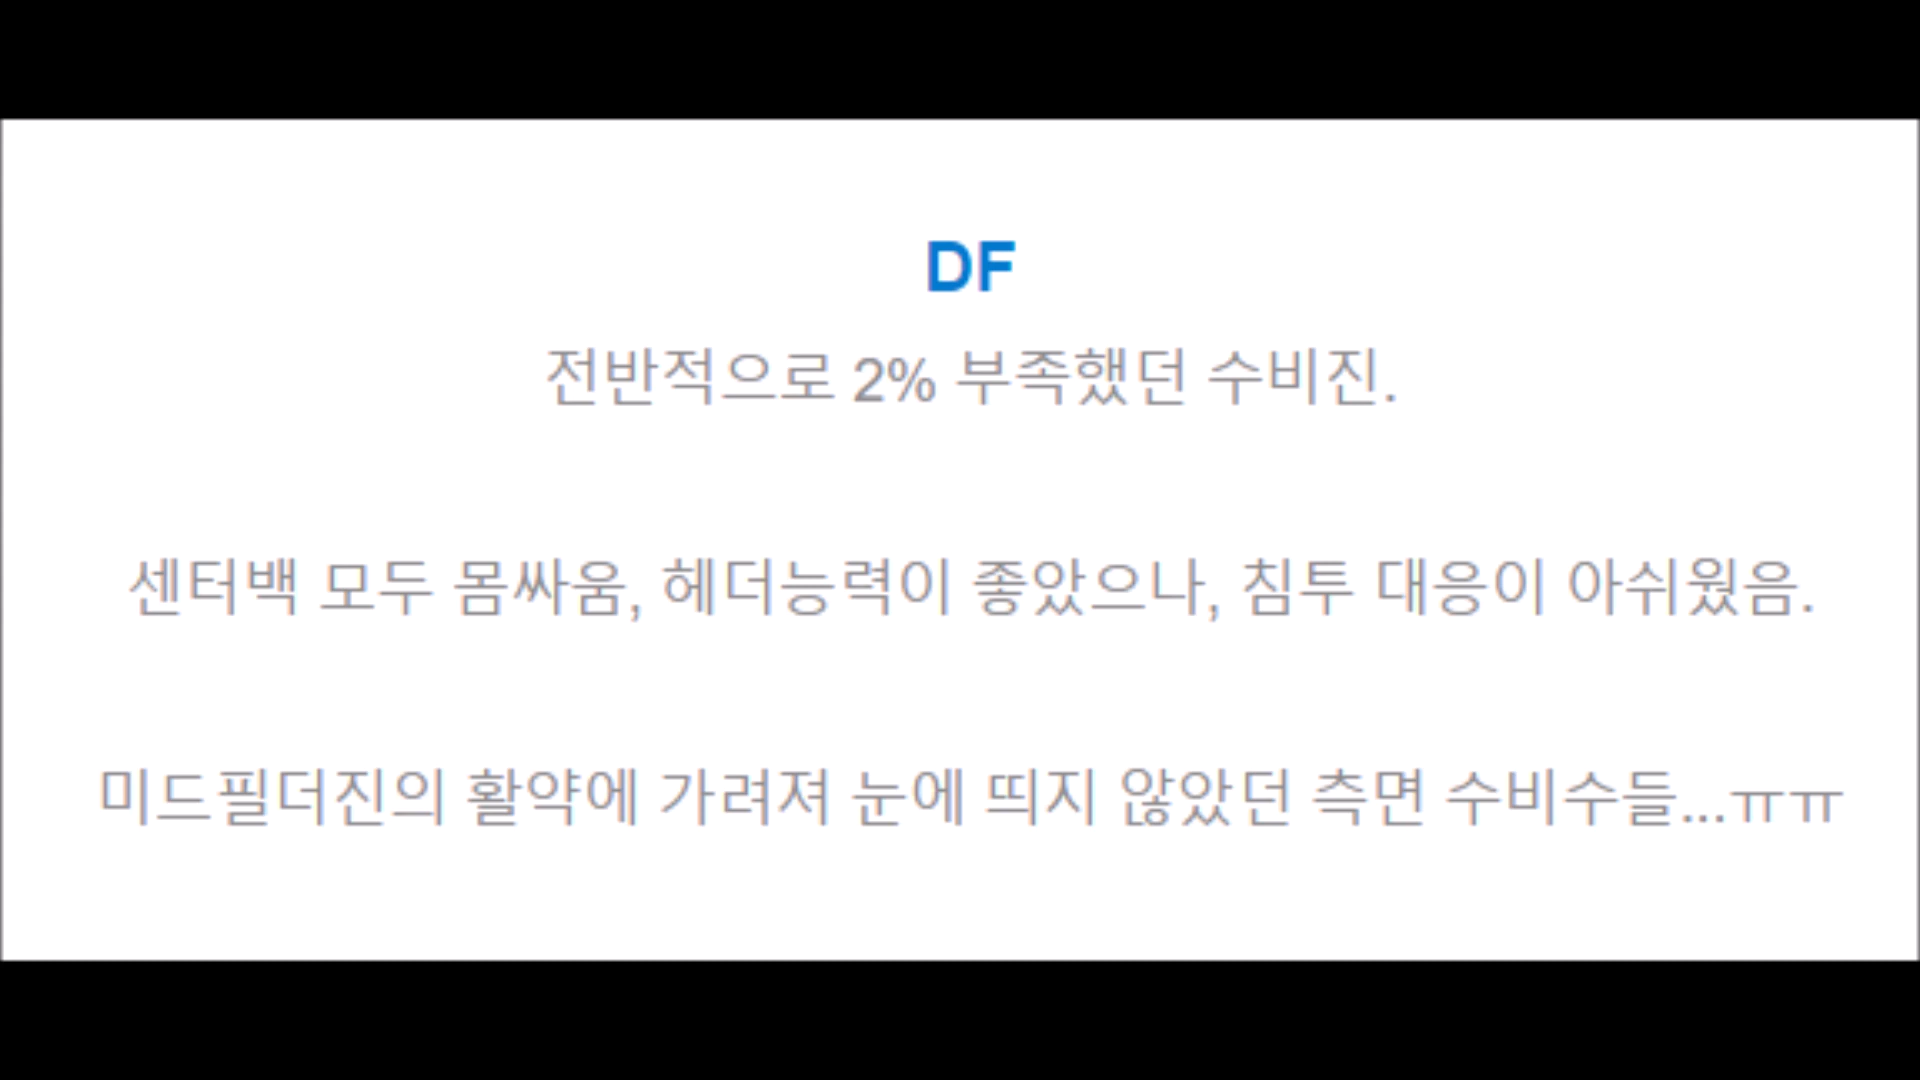 DF
전반적으로 2% 부족했던 수비진.
센터백 모두 몸싸움, 헤더능력이 좋았으나, 침투 대응이 아쉬웠음.
미드필더진의 활약에 가려져 눈에 띄지 않았던 측면 수비수들...ㅠㅠ